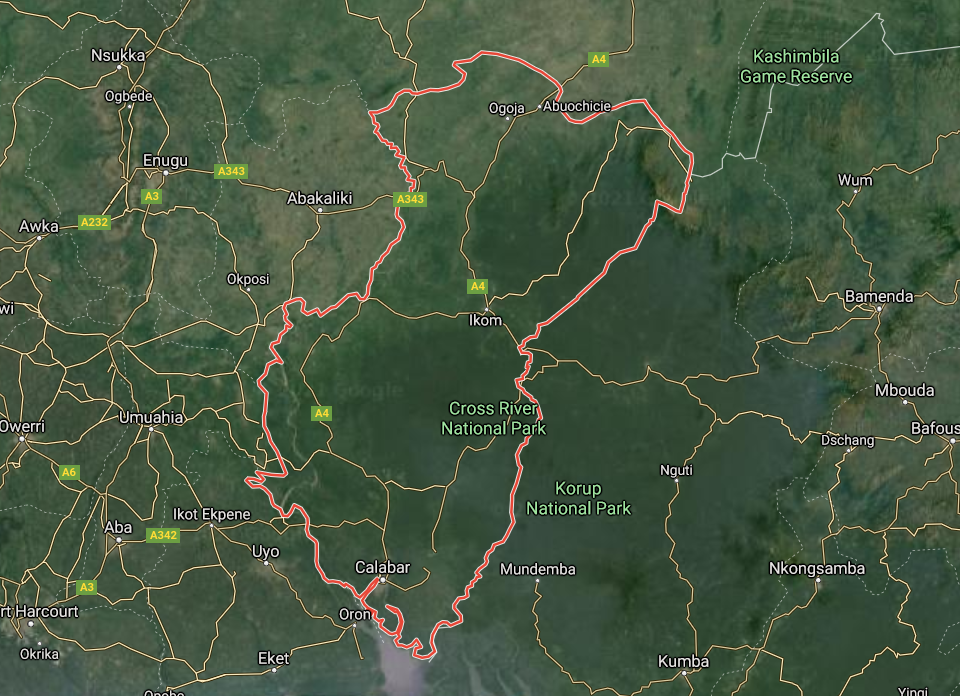 A4
Nsukka
Kashimbila
Game Reserve
Ogbede
Ogoja
Abuochicie
Enugu
A343
Wum
A3
Abakaliki
A343
A232
Awka
Okposi
A4
Bamenda
wi
Ikom
Mbouda
Cross River
National Park
A4
Umuahia
Owerri
Bafous
Dschang
A6
Nguti
Korup
National Park
Ikot Ekpene
Aba
A342
Uyo
Calabar
Mundemba
Nkongsamba
A3
rt Harcourt
Oron
Okrika
Eket
Kumba
Yingi